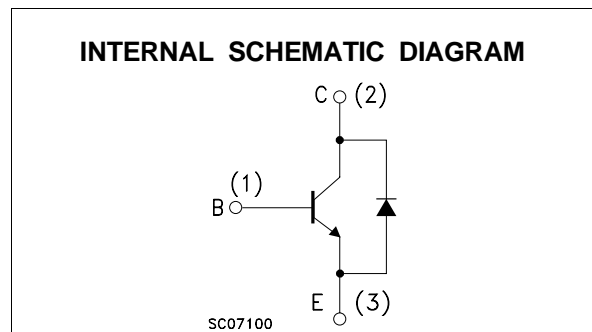 INTERNAL SCHEMATIC DIAGRAM
C (2)
(1)
B
E (3)
SC07100